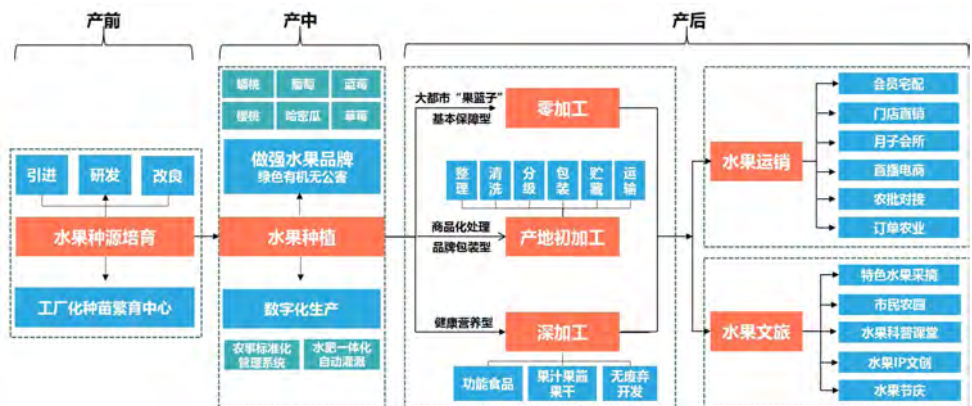 产前
产中
产后
引进
研发
改良
水果种源培育
工厂化种苗繁育中心
蟠桃
葡萄
蓝莓
樱桃
哈密瓜
草莓
做强水果品牌
绿色有机无公害
水果种植
数字化生产
农事标准化
管理系统
水肥一体化
自动灌溉
大都市“果篮子”
基本保障型
零加工
整理
清洗
分级
包装
贮藏
运输
商品化处理
品牌包装型
产地初加工
健康营养型
深加工
功能食品
果汁果酱
果干
无废弃
开发
水果运销
会员宅配
门店直销
月子会所
直播电商
农批对接
订单农业
水果文旅
特色水果采摘
市民农园
水果科普课堂
水果IP文创
水果节庆